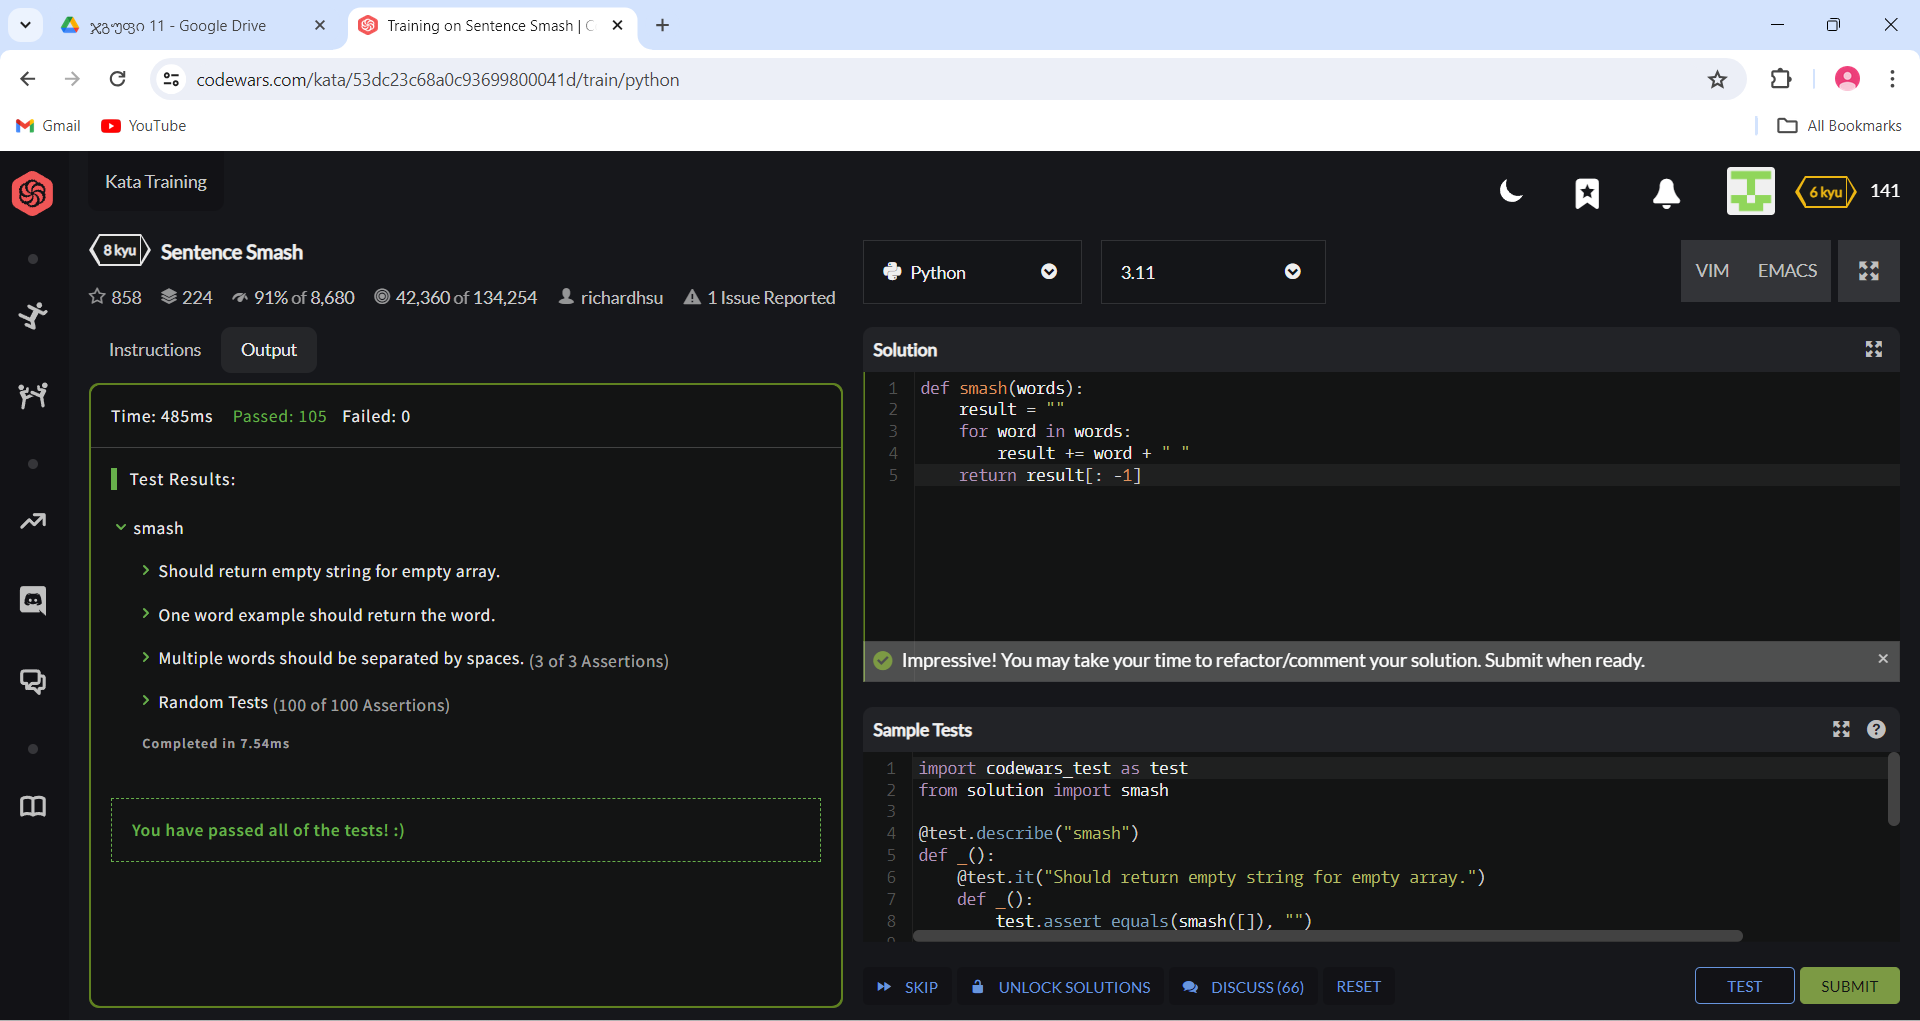 ჯგუფი 11 - Google Drive
Training on Sentence Smash | C
codewars.com/kata/53dc23c68a0c93699800041d/train/python
Gmail
YouTube
All Bookmarks
Kata Training
6 kyu
141
8 kyu
Sentence Smash
858
224
91% of 8,680
42,360 of 134,254
richardhsu
1 Issue Reported
Python
3.11
VIM
EMACS
Instructions
Output
Time: 485ms Passed: 105 Failed: 0
Test Results:
smash
Should return empty string for empty array.
One word example should return the word.
Multiple words should be separated by spaces. (3 of 3 Assertions)
Random Tests (100 of 100 Assertions)
Completed in 7.54ms
You have passed all of the tests! :)
Solution
1 def smash(words):
2     result = ""
3     for word in words:
4         result += word + " "
5     return result[: -1]
Impressive! You may take your time to refactor/comment your solution. Submit when ready.
Sample Tests
1 import codewars_test as test
2 from solution import smash
3
4 @test.describe("smash")
5 def _():
6     @test.it("Should return empty string for empty array.")
7     def _():
8         test.assert_equals(smash([]), "")
9
SKIP
UNLOCK SOLUTIONS
DISCUSS (66)
RESET
TEST
SUBMIT